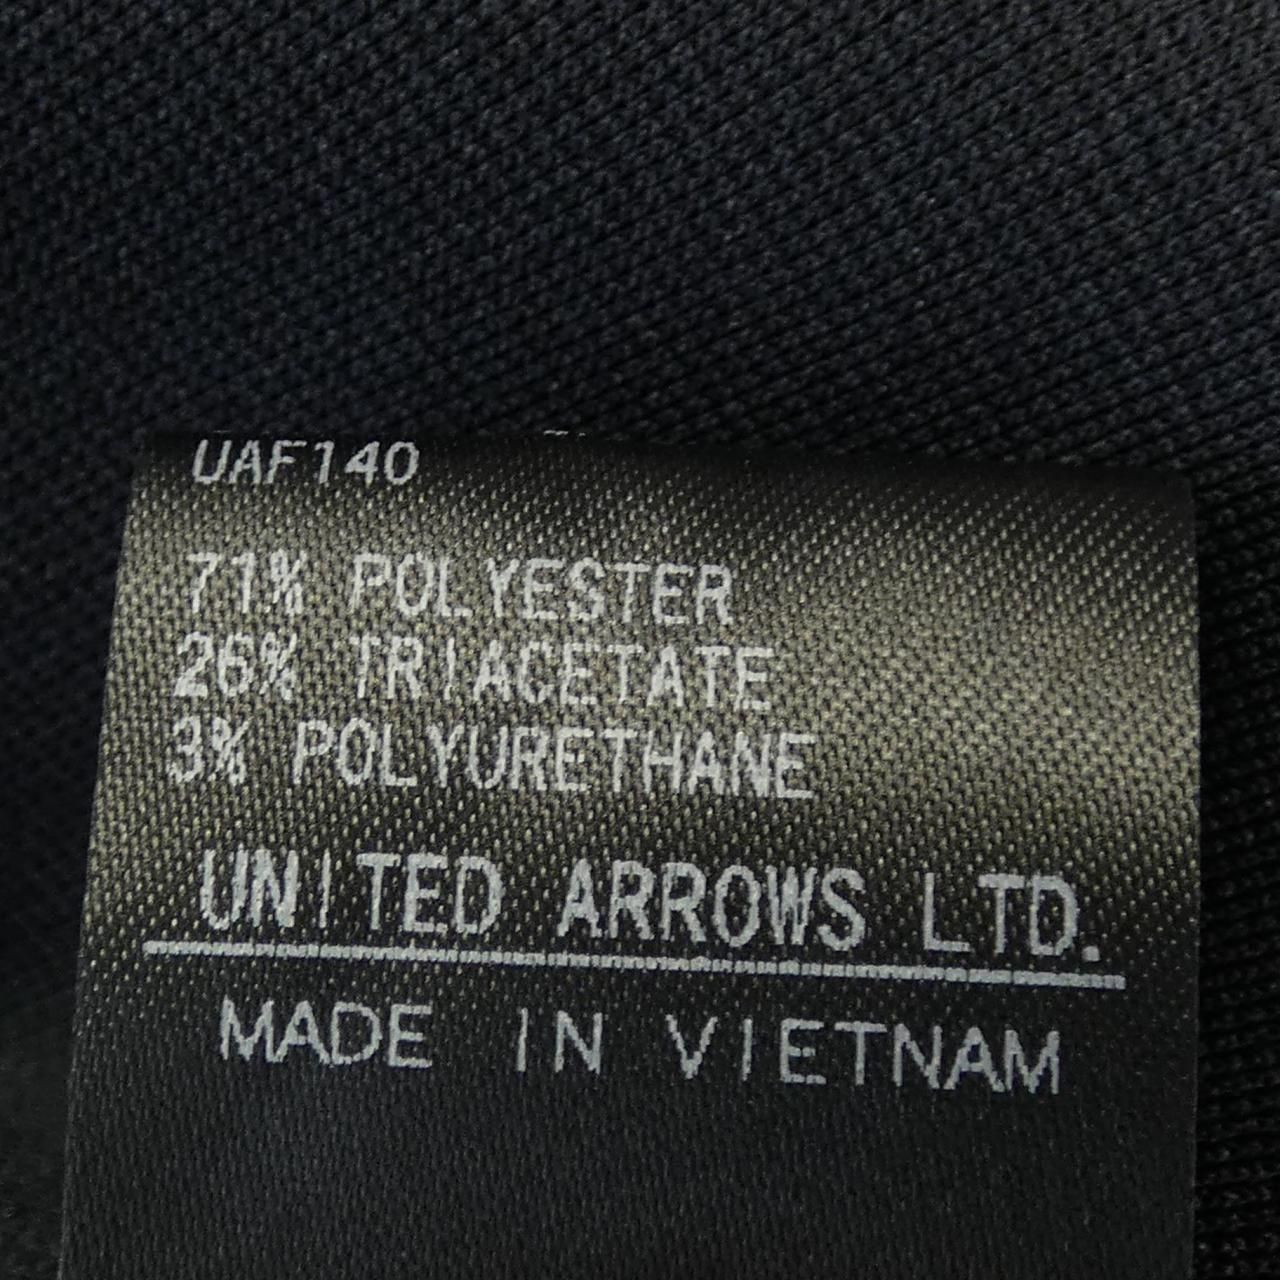 UAF140
71% POLYESTER
26% TRIACETATE
3% POLYURETHANE
UNITED ARROWS LTD.
MADE IN VIETNAM